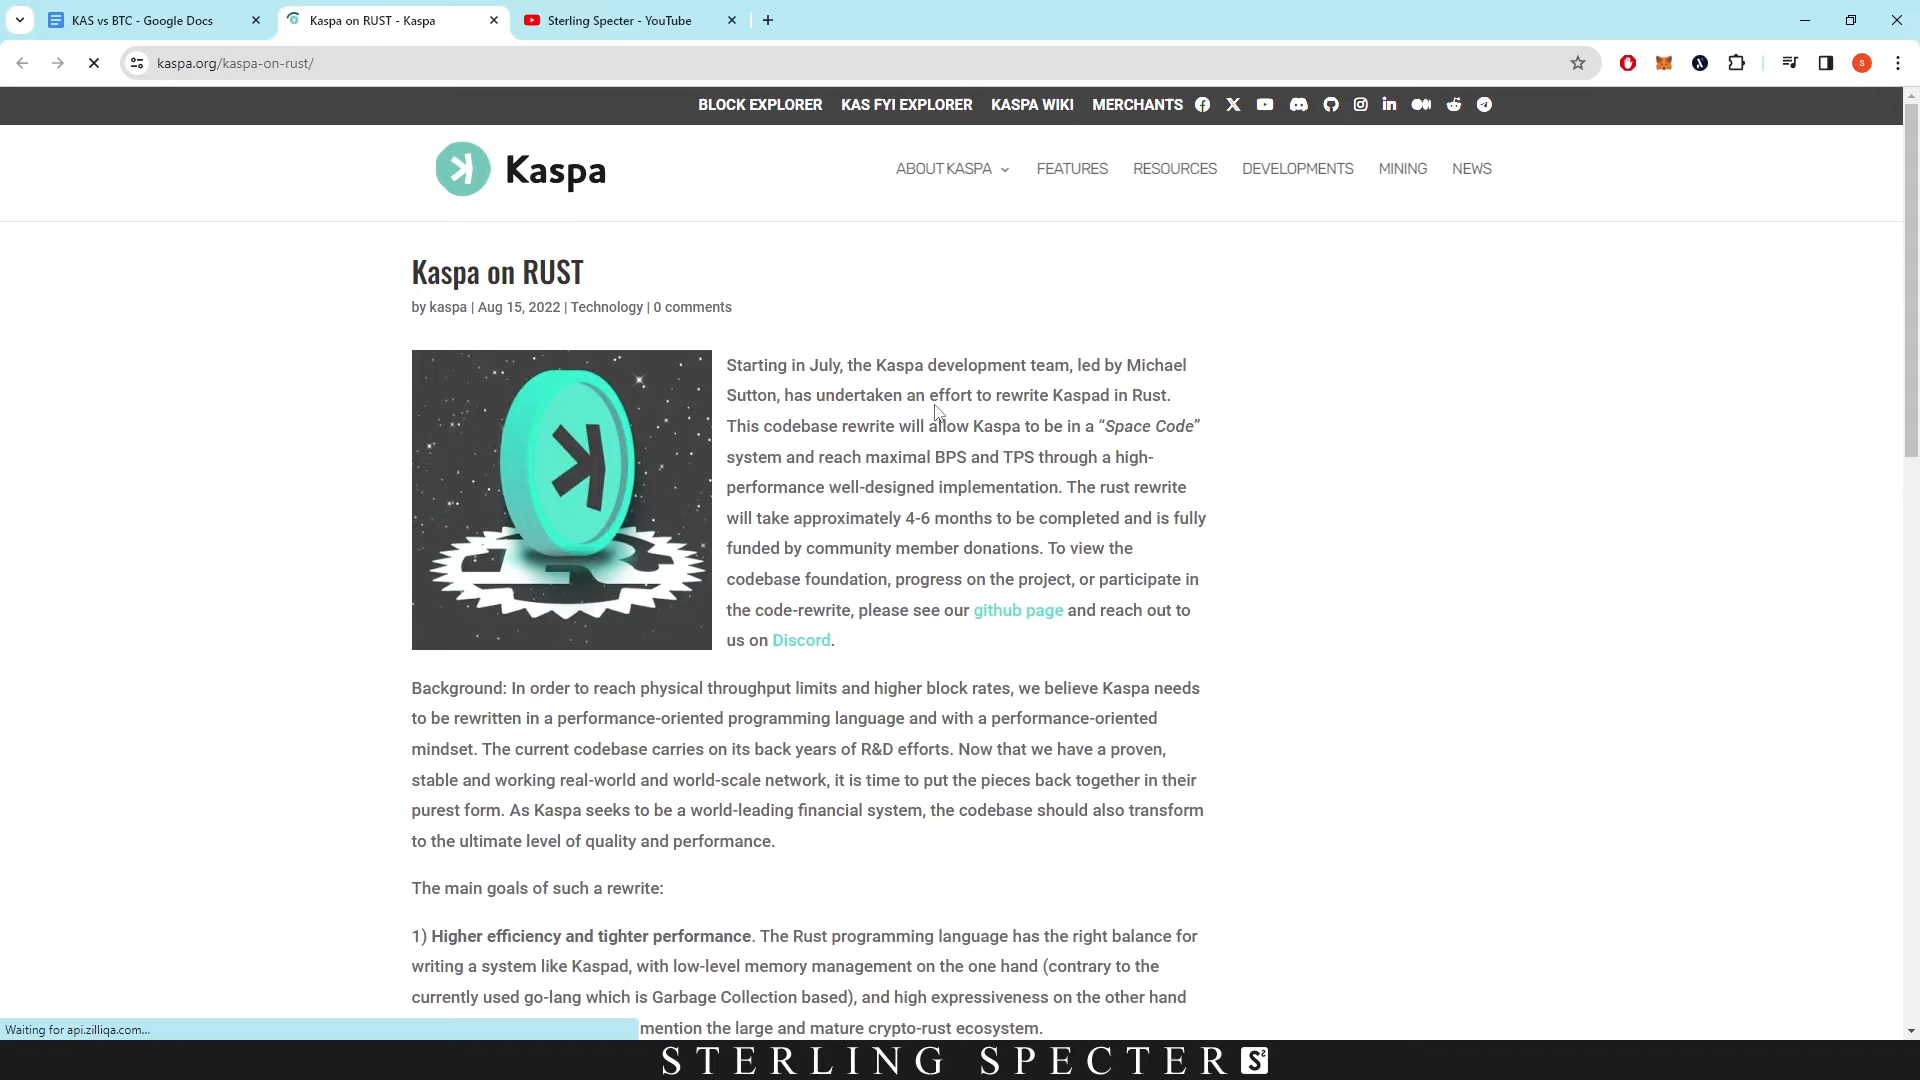 KAS vs BTC - Google Docs
Kaspa on RUST - Kaspa
Sterling Specter - YouTube
kaspa.org/kaspa-on-rust/
S
BLOCK EXPLORER KAS FYI EXPLORER KASPA WIKI MERCHANTS
Kaspa
ABOUT KASPA FEATURES RESOURCES DEVELOPMENTS MINING NEWS
Kaspa on RUST
by kaspa | Aug 15, 2022 | Technology | 0 comments
Starting in July, the Kaspa development team, led by Michael
Sutton, has undertaken an effort to rewrite Kaspad in Rust.
This codebase rewrite will allow Kaspa to be in a “Space Code”
system and reach maximal BPS and TPS through a high-
performance well-designed implementation. The rust rewrite
will take approximately 4-6 months to be completed and is fully
funded by community member donations. To view the
codebase foundation, progress on the project, or participate in
the code-rewrite, please see our github page and reach out to
us on Discord.
Background: In order to reach physical throughput limits and higher block rates, we believe Kaspa needs
to be rewritten in a performance-oriented programming language and with a performance-oriented
mindset. The current codebase carries on its back years of R&D efforts. Now that we have a proven,
stable and working real-world and world-scale network, it is time to put the pieces back together in their
purest form. As Kaspa seeks to be a world-leading financial system, the codebase should also transform
to the ultimate level of quality and performance.
The main goals of such a rewrite:
1) Higher efficiency and tighter performance. The Rust programming language has the right balance for
writing a system like Kaspad, with low-level memory management on the one hand (contrary to the
currently used go-lang which is Garbage Collection based), and high expressiveness on the other hand
mention the large and mature crypto-rust ecosystem.
Waiting for api.zilliqa.com...
STERLING SPECTER S²